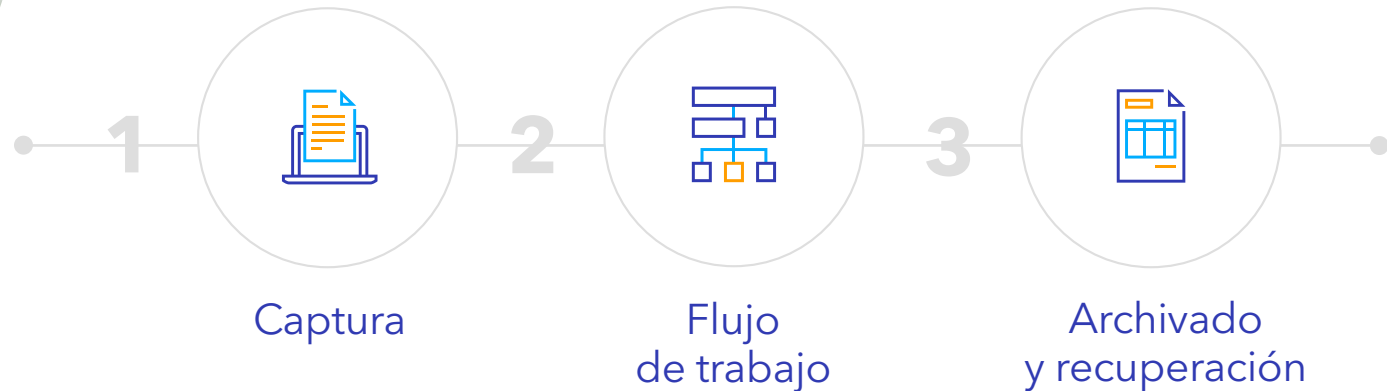 1
2
3
Captura
Flujo
de trabajo
Archivado
y recuperación